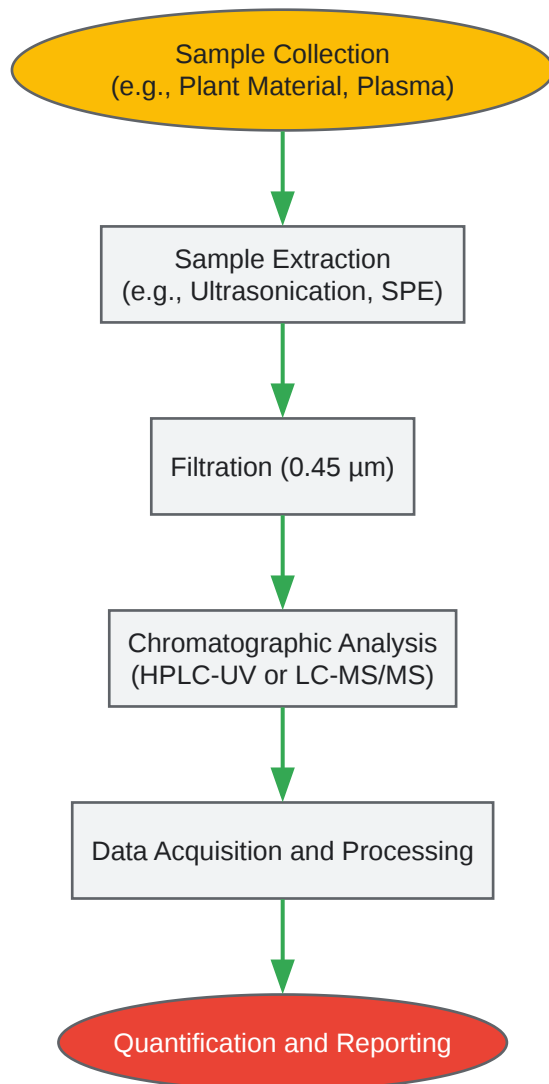 Sample Collection
(e.g., Plant Material, Plasma)
Sample Extraction
(e.g., Ultrasonication, SPE)
Filtration (0.45 µm)
Chromatographic Analysis
(HPLC-UV or LC-MS/MS)
Data Acquisition and Processing
Quantification and Reporting